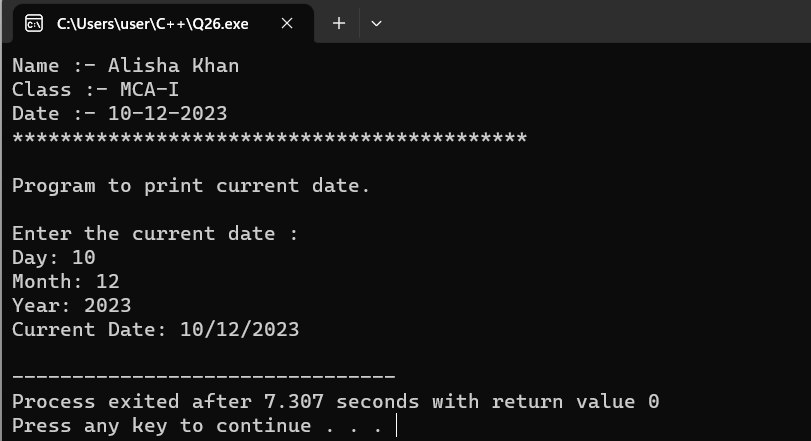 C:\Users\user\C++\Q26.exe
Name :- Alisha Khan
Class :- MCA-I
Date :- 10-12-2023
*******************************************
Program to print current date.
Enter the current date :
Day: 10
Month: 12
Year: 2023
Current Date: 10/12/2023
--------------------------------
Process exited after 7.307 seconds with return value 0
Press any key to continue . . .